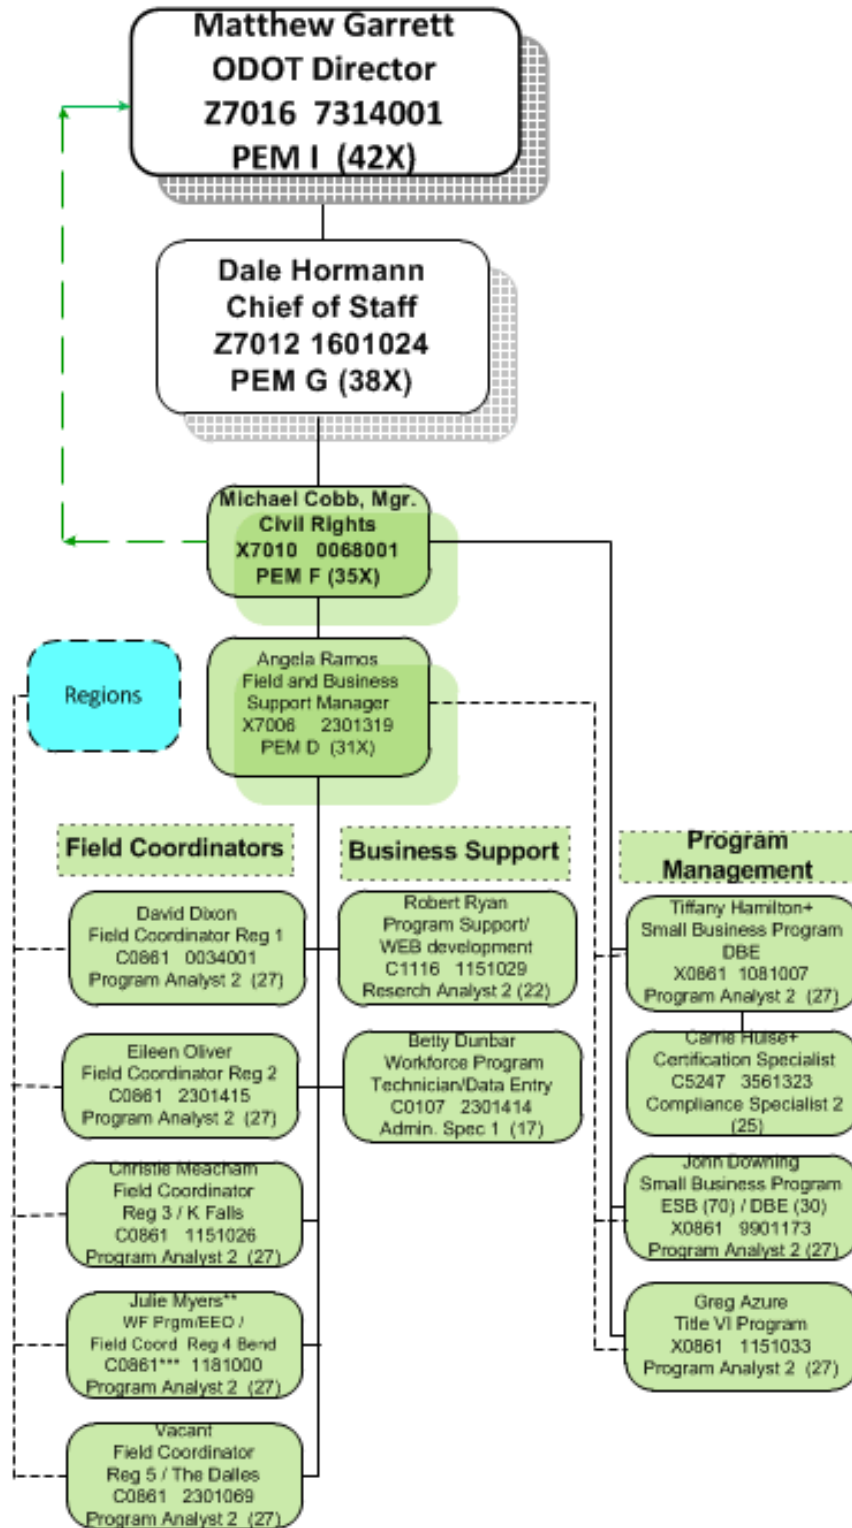 Matthew Garrett
ODOT Director
Z7016 7314001
PEM I (42X)
Dale Hormann
Chief of Staff
Z7012 1601024
PEM G (38X)
Michael Cobb, Mgr.
Civil Rights
X7010 0068001
PEM F (35X)
Regions
Angela Ramos
Field and Business
Support Manager
X7006 2301319
PEM D (31X)
Field Coordinators
David Dixon
Field Coordinator Reg 1
C0861 0034001
Program Analyst 2 (27)
Eileen Oliver
Field Coordinator Reg 2
C0861 2301415
Program Analyst 2 (27)
Christie Meacham
Field Coordinator
Reg 3 / K Falls
C0861 1151026
Program Analyst 2 (27)
Julie Myers**
WF Prgm/EEO /
Field Coord Reg 4 Bend
C0861*** 1181000
Program Analyst 2 (27)
Vacant
Field Coordinator
Reg 5 / The Dalles
C0861 2301069
Program Analyst 2 (27)
Business Support
Robert Ryan
Program Support/
WEB development
C1116 1151029
Reserch Analyst 2 (22)
Betty Dunbar
Workforce Program
Technician/Data Entry
C0107 2301414
Admin. Spec 1 (17)
Program
Management
Tiffany Hamilton+
Small Business Program
DBE
X0861 1081007
Program Analyst 2 (27)
Carrie Hulse+
Certification Specialist
C5247 3561323
Compliance Specialist 2
(25)
John Downing
Small Business Program
ESB (70) / DBE (30)
X0861 9901173
Program Analyst 2 (27)
Greg Azure
Title VI Program
X0861 1151033
Program Analyst 2 (27)